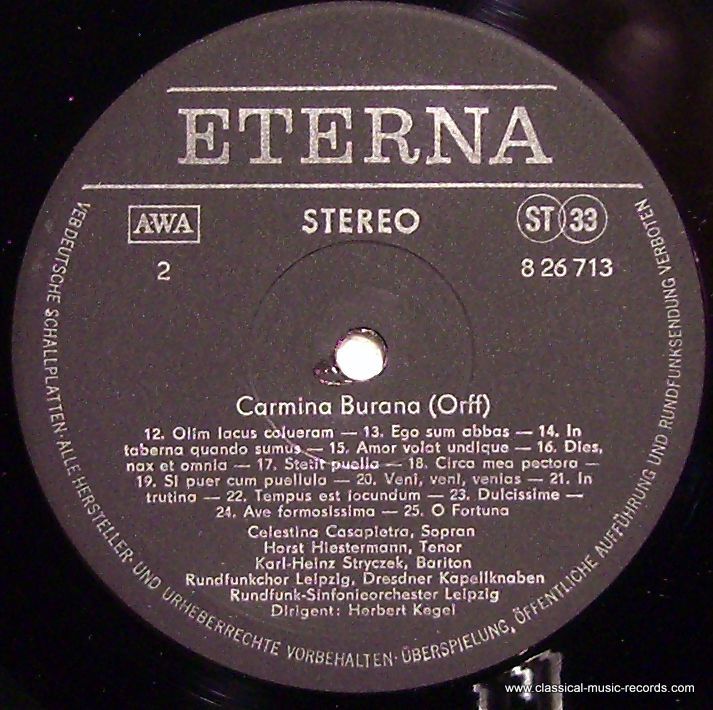 ETERNA
AWA
STEREO
ST 33
2
8 26 713
Carmina Burana (Orff)
12. Olim lacus colueram — 13. Ego sum abbas — 14. In
taberna quando sumus — 15. Amor volat undique — 16. Dies,
nox et omnia — 17. Stetit puella — 18. Circa mea pectora —
19. Si puer cum puellula — 20. Veni, veni, venias — 21. In
trutina — 22. Tempus est iocundum — 23. Dulcissime —
24. Ave formosissima — 25. O Fortuna
Celestina Casapietra, Sopran
Horst Hiestermann, Tenor
Karl-Heinz Stryczek, Bariton
Rundfunkchor Leipzig, Dresdner Kapellknaben
Rundfunk-Sinfonieorchester Leipzig
Dirigent: Herbert Kegel
VEB DEUTSCHE SCHALLPLATTEN · ALLE HERSTELLER- UND URHEBERRECHTE VORBEHALTEN · ÜBERSPIELUNG, ÖFFENTLICHE AUFFÜHRUNG UND RUNDFUNKSENDUNG VERBOTEN
www.classical-music-records.com